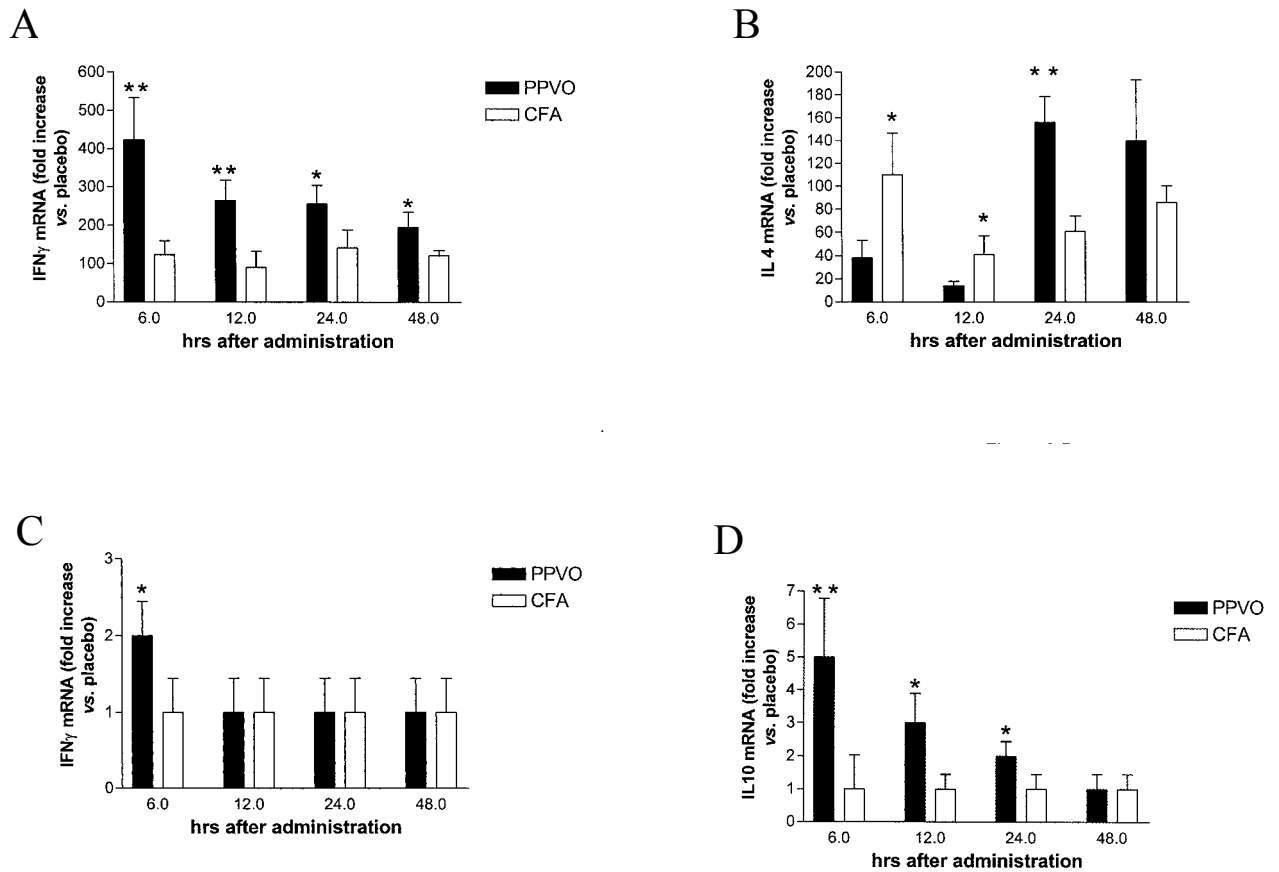 A
IFNγ mRNA (fold increase
vs. placebo)
600
500
400
300
200
100
0
**
**
*
*
6.0 12.0 24.0 48.0
hrs after administration
PPVO
CFA
B
IL 4 mRNA (fold increase
vs. placebo)
200
180
160
140
120
100
80
60
40
20
0
*
*
* *
6.0 12.0 24.0 48.0
hrs after administration
C
IFNγ mRNA (fold increase
vs. placebo)
3
2
1
0
*
6.0 12.0 24.0 48.0
hrs after administration
PPVO
CFA
D
IL10 mRNA (fold increase
vs. placebo)
7
6
5
4
3
2
1
0
* *
*
*
6.0 12.0 24.0 48.0
hrs after administration
PPVO
CFA